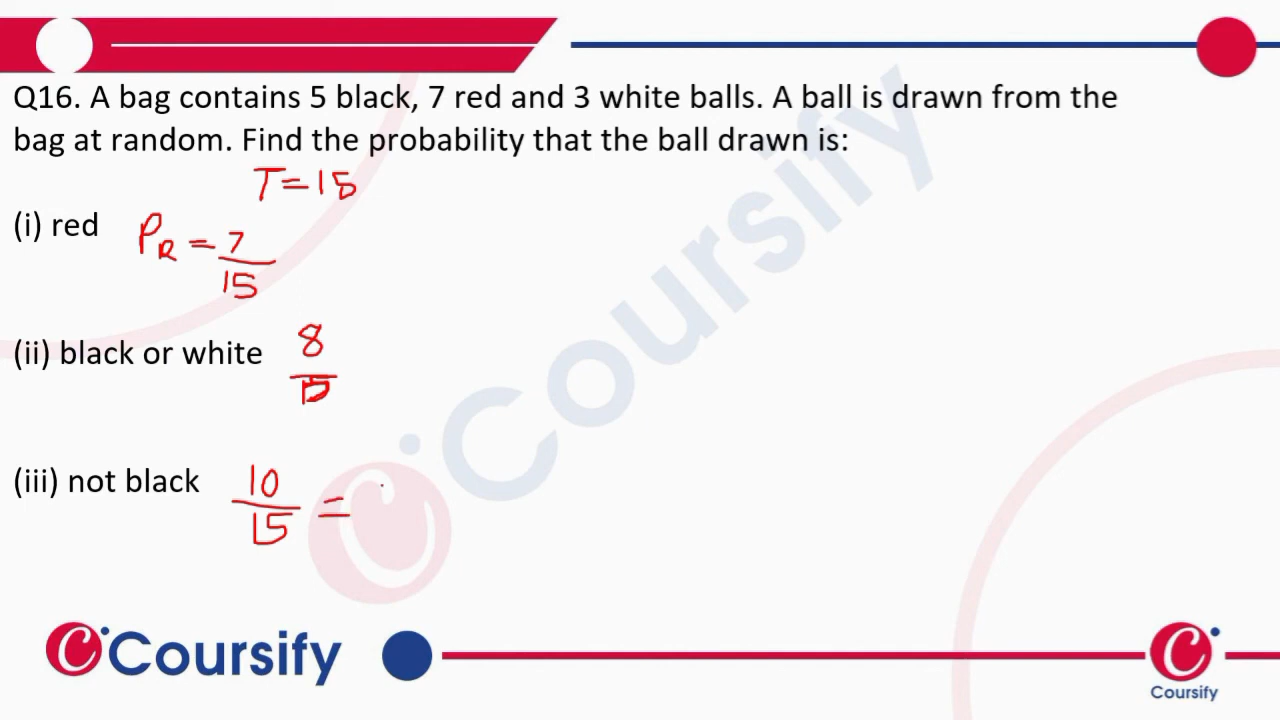 Q16. A bag contains 5 black, 7 red and 3 white balls. A ball is drawn from the
bag at random. Find the probability that the ball drawn is:
T = 15
(i) red P_R = 7/15
(ii) black or white 8/15
(iii) not black 10/15 =
Coursify
Coursify
Coursify